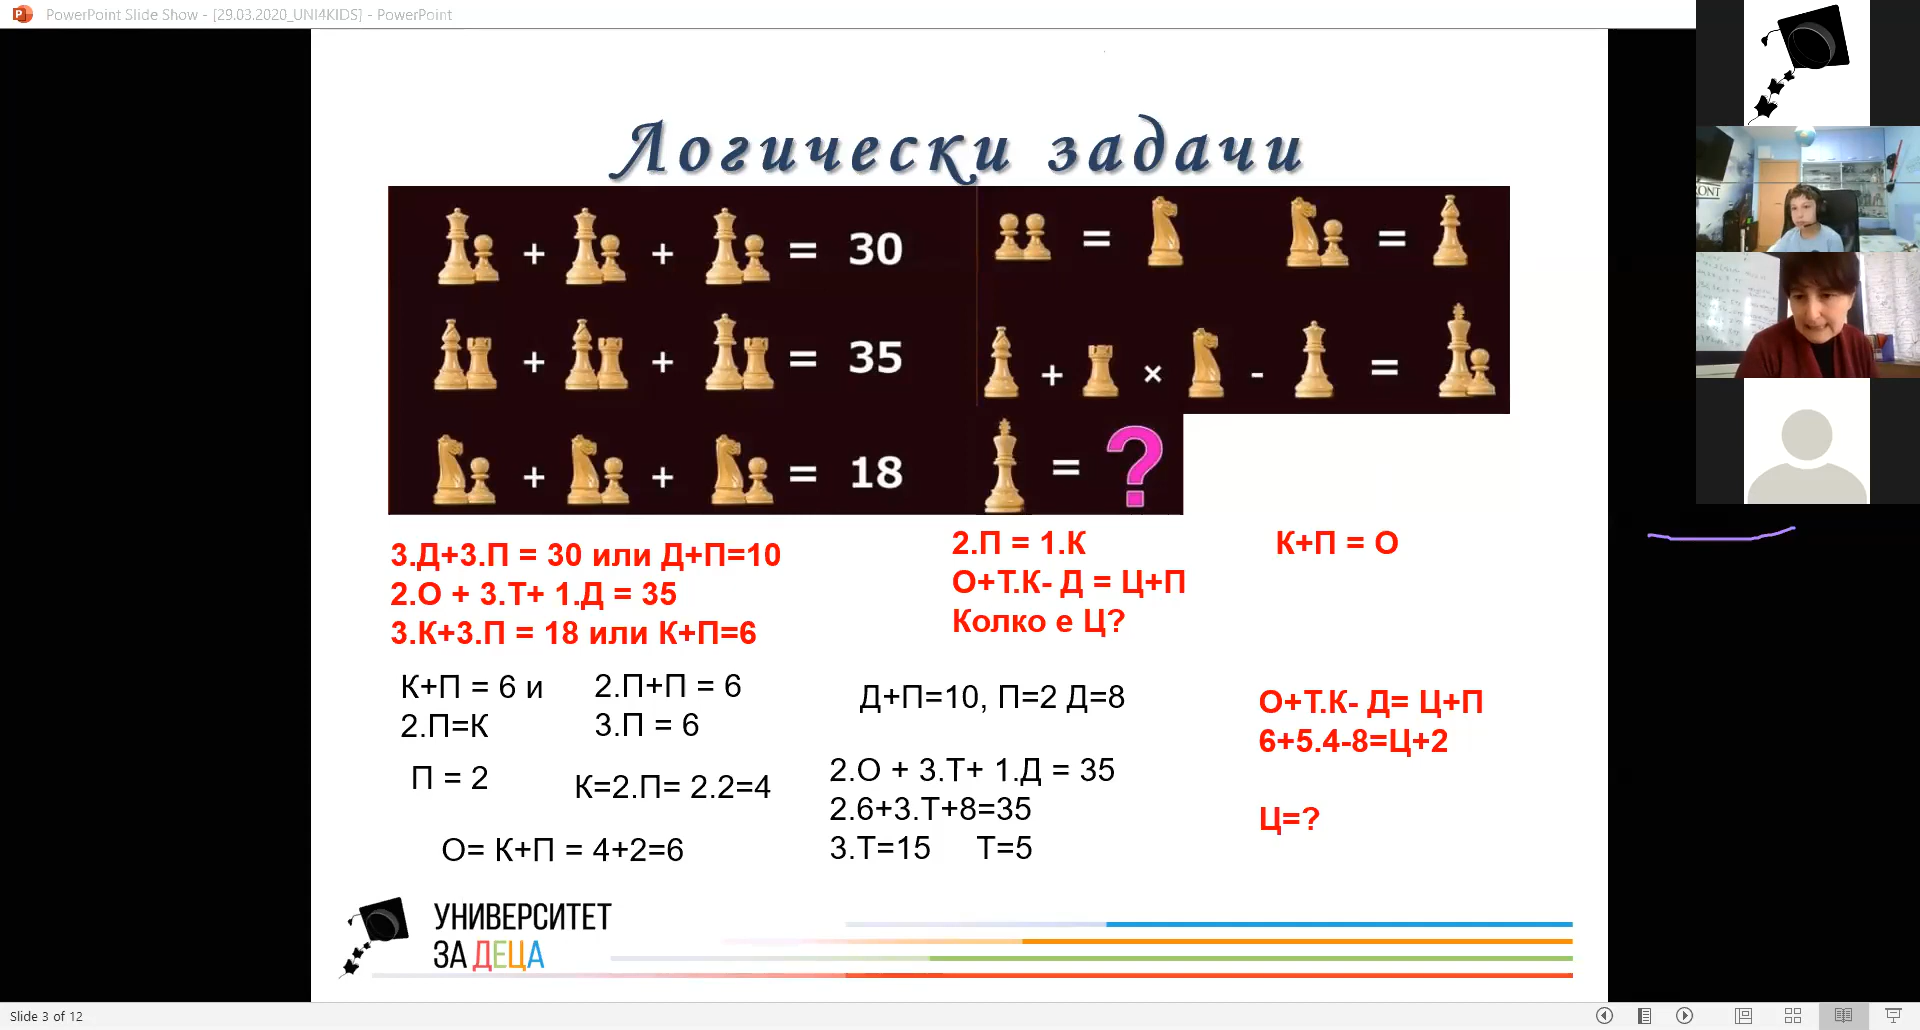 PowerPoint Slide Show - [29.03.2020_UNI4KIDS] - PowerPoint
Логически задачи
+ + = 30
= =
+ + = 35
+ × - =
+ + = 18
= ?
3.Д+3.П = 30 или Д+П=10
2.О + 3.Т+ 1.Д = 35
3.К+3.П = 18 или К+П=6
2.П = 1.К
О+Т.К- Д = Ц+П
Колко е Ц?
К+П = О
К+П = 6 и
2.П=К
2.П+П = 6
3.П = 6
П = 2
К=2.П= 2.2=4
О= К+П = 4+2=6
Д+П=10, П=2 Д=8
2.О + 3.Т+ 1.Д = 35
2.6+3.Т+8=35
3.Т=15 Т=5
О+Т.К- Д= Ц+П
6+5.4-8=Ц+2
Ц=?
УНИВЕРСИТЕТ
ЗА ДЕЦА
Slide 3 of 12